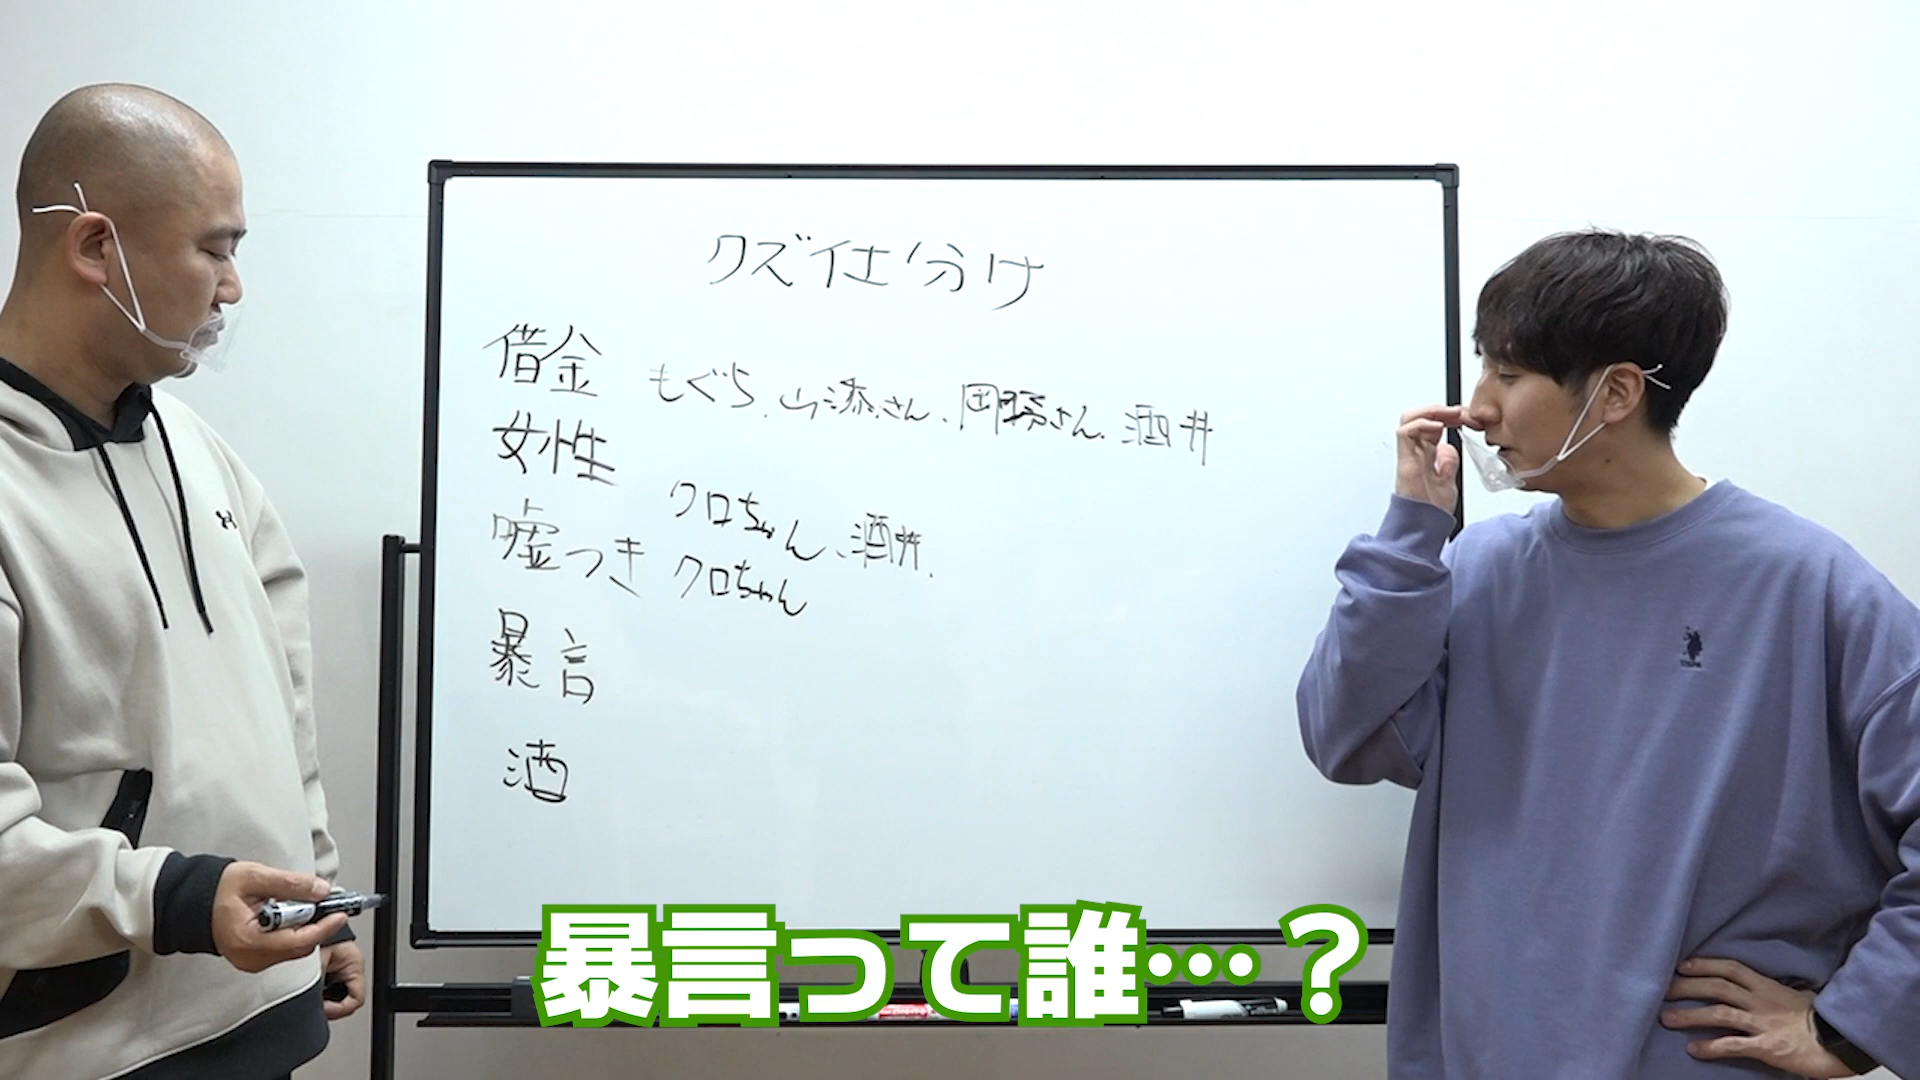 クズ仕分け
借金 もぐら、山添さん、岡野さん、酒井
女性 クロちゃん、酒井.
嘘つき クロちゃん
暴言
酒
暴言って誰…？